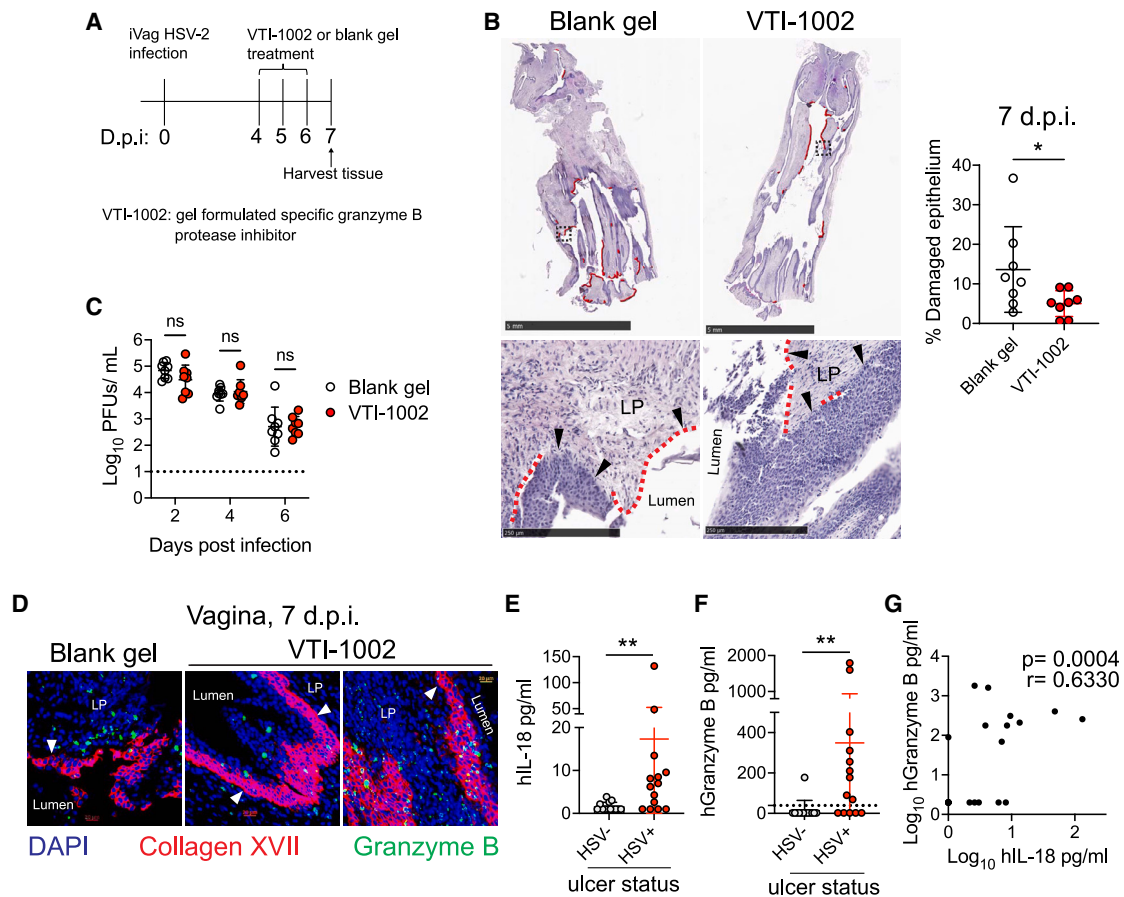 A
iVag HSV-2
infection
VTI-1002 or blank gel
treatment
D.p.i: 0 4 5 6 7
Harvest tissue
VTI-1002: gel formulated specific granzyme B
protease inhibitor
B
Blank gel VTI-1002
5 mm 5 mm
LP LP
Lumen Lumen
250 µm 250 µm
7 d.p.i.
*
% Damaged epithelium
40
30
20
10
0
Blank gel
VTI-1002
C
ns ns ns
Log10 PFUs/ mL
6
5
4
3
2
1
0
2 4 6
Days post infection
Blank gel
VTI-1002
D
Vagina, 7 d.p.i.
Blank gel VTI-1002
LP Lumen LP Lumen
Lumen
DAPI Collagen XVII Granzyme B
E
**
hIL-18 pg/ml
150
100
50
20
10
0
HSV- HSV+
ulcer status
F
**
hGranzyme B pg/ml
2000
1000
400
200
0
HSV- HSV+
ulcer status
G
p= 0.0004
r= 0.6330
Log10 hGranzyme B pg/ml
4
3
2
1
0
0 1 2
Log10 hIL-18 pg/ml